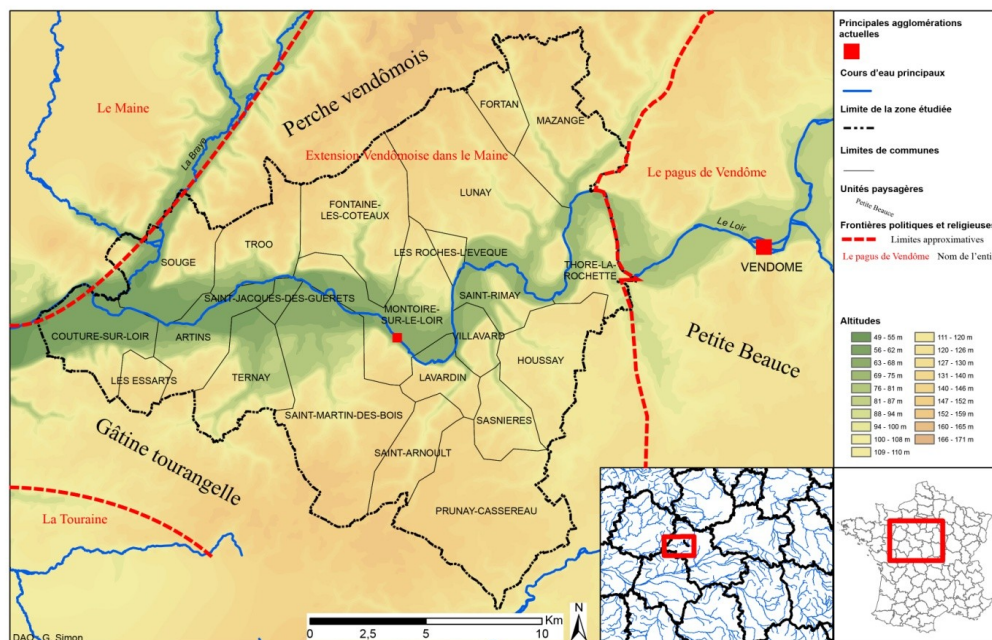 Le Maine
La Braye
Perche vendômois
Extension Vendômoise dans le Maine
FORTAN
MAZANGE
Le pagus de Vendôme
LUNAY
FONTAINE-
LES-COTEAUX
TROO
SOUGE
LES ROCHES-L'EVEQUE
THORE-LA-
ROCHETTE
Le Loir
VENDOME
SAINT-JACQUES-DES-GUERETS
SAINT-RIMAY
MONTOIRE-
SUR-LE-LOIR
COUTURE-SUR-LOIR
ARTINS
VILLAVARD
HOUSSAY
Petite Beauce
LES ESSARTS
TERNAY
LAVARDIN
SAINT-MARTIN-DES-BOIS
SASNIERES
Gâtine tourangelle
SAINT-ARNOULT
La Touraine
PRUNAY-CASSEREAU
DAO - G. Simon
Km
0
2,5
5
10
N
Principales agglomérations
actuelles
Cours d'eau principaux
Limite de la zone étudiée
Limites de communes
Unités paysagères
Petite Beauce
Frontières politiques et religieuses
Limites approximatives
Le pagus de Vendôme Nom de l'enti
Altitudes
49 - 55 m 111 - 120 m
56 - 62 m 120 - 126 m
63 - 68 m 127 - 130 m
69 - 75 m 131 - 140 m
76 - 81 m 140 - 146 m
81 - 87 m 147 - 152 m
88 - 94 m 152 - 159 m
94 - 100 m 160 - 165 m
100 - 108 m 166 - 171 m
109 - 110 m